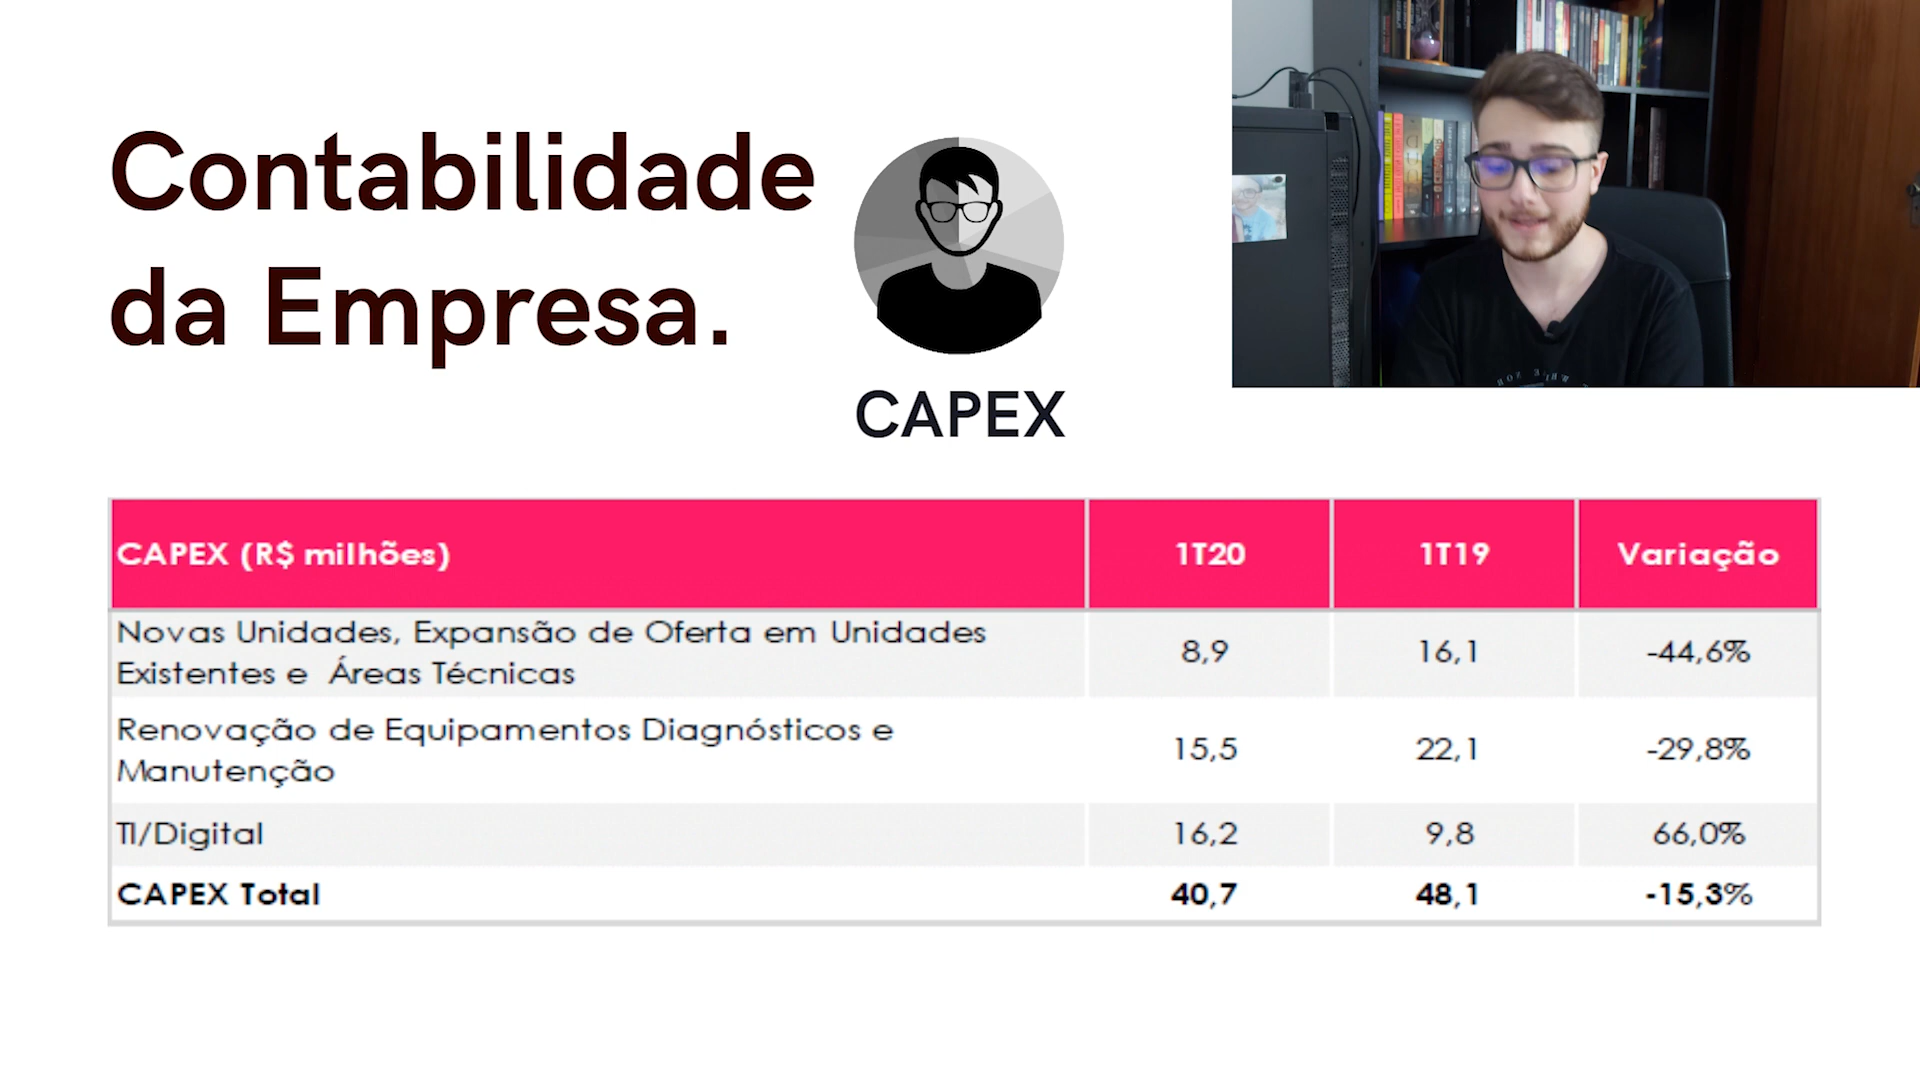 Contabilidade
da Empresa.
CAPEX
CAPEX (R$ milhões) 1T20 1T19 Variação
Novas Unidades, Expansão de Oferta em Unidades
Existentes e Áreas Técnicas 8,9 16,1 -44,6%
Renovação de Equipamentos Diagnósticos e
Manutenção 15,5 22,1 -29,8%
TI/Digital 16,2 9,8 66,0%
CAPEX Total 40,7 48,1 -15,3%